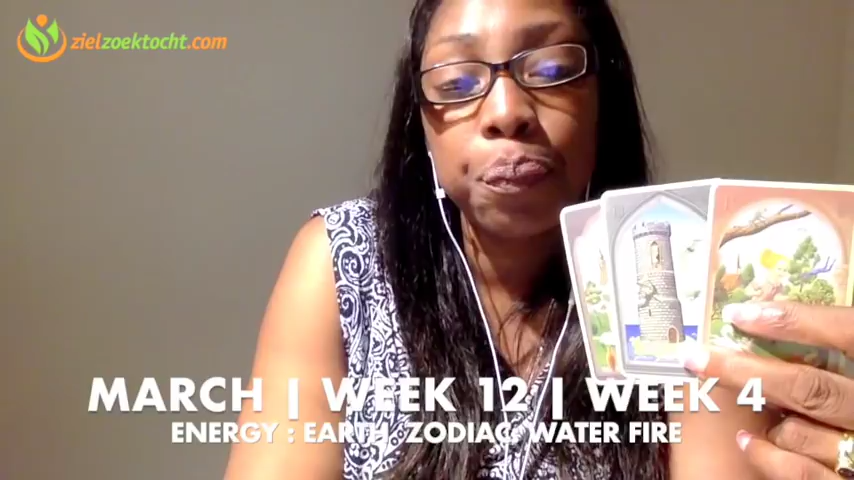 zielzoektocht.com
MARCH | WEEK 12 | WEEK 4
ENERGY : EARTH, ZODIAC, WATER FIRE